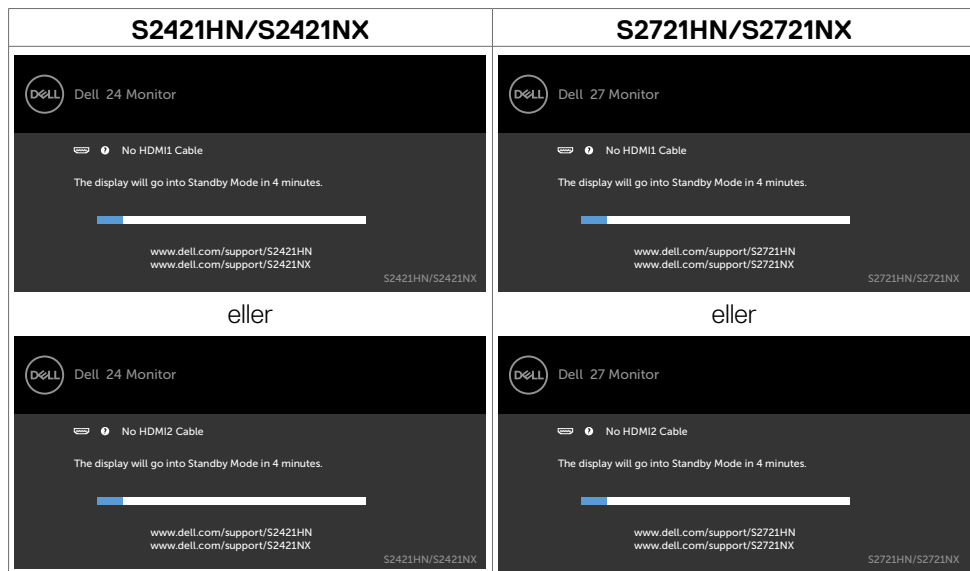 S2421HN/S2421NX
S2721HN/S2721NX
DELL
Dell 24 Monitor
No HDMI1 Cable
The display will go into Standby Mode in 4 minutes.
www.dell.com/support/S2421HN
www.dell.com/support/S2421NX
S2421HN/S2421NX
DELL
Dell 27 Monitor
No HDMI1 Cable
The display will go into Standby Mode in 4 minutes.
www.dell.com/support/S2721HN
www.dell.com/support/S2721NX
S2721HN/S2721NX
eller
eller
DELL
Dell 24 Monitor
No HDMI2 Cable
The display will go into Standby Mode in 4 minutes.
www.dell.com/support/S2421HN
www.dell.com/support/S2421NX
S2421HN/S2421NX
DELL
Dell 27 Monitor
No HDMI2 Cable
The display will go into Standby Mode in 4 minutes.
www.dell.com/support/S2721HN
www.dell.com/support/S2721NX
S2721HN/S2721NX